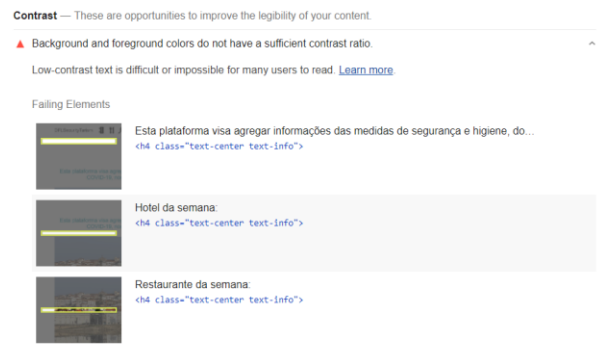 Contrast — These are opportunities to improve the legibility of your content.
Background and foreground colors do not have a sufficient contrast ratio.
Low-contrast text is difficult or impossible for many users to read. Learn more.
Failing Elements
Esta plataforma visa agregar informações das medidas de segurança e higiene, do...
<h4 class="text-center text-info">
Hotel da semana:
<h4 class="text-center text-info">
Restaurante da semana:
<h4 class="text-center text-info">